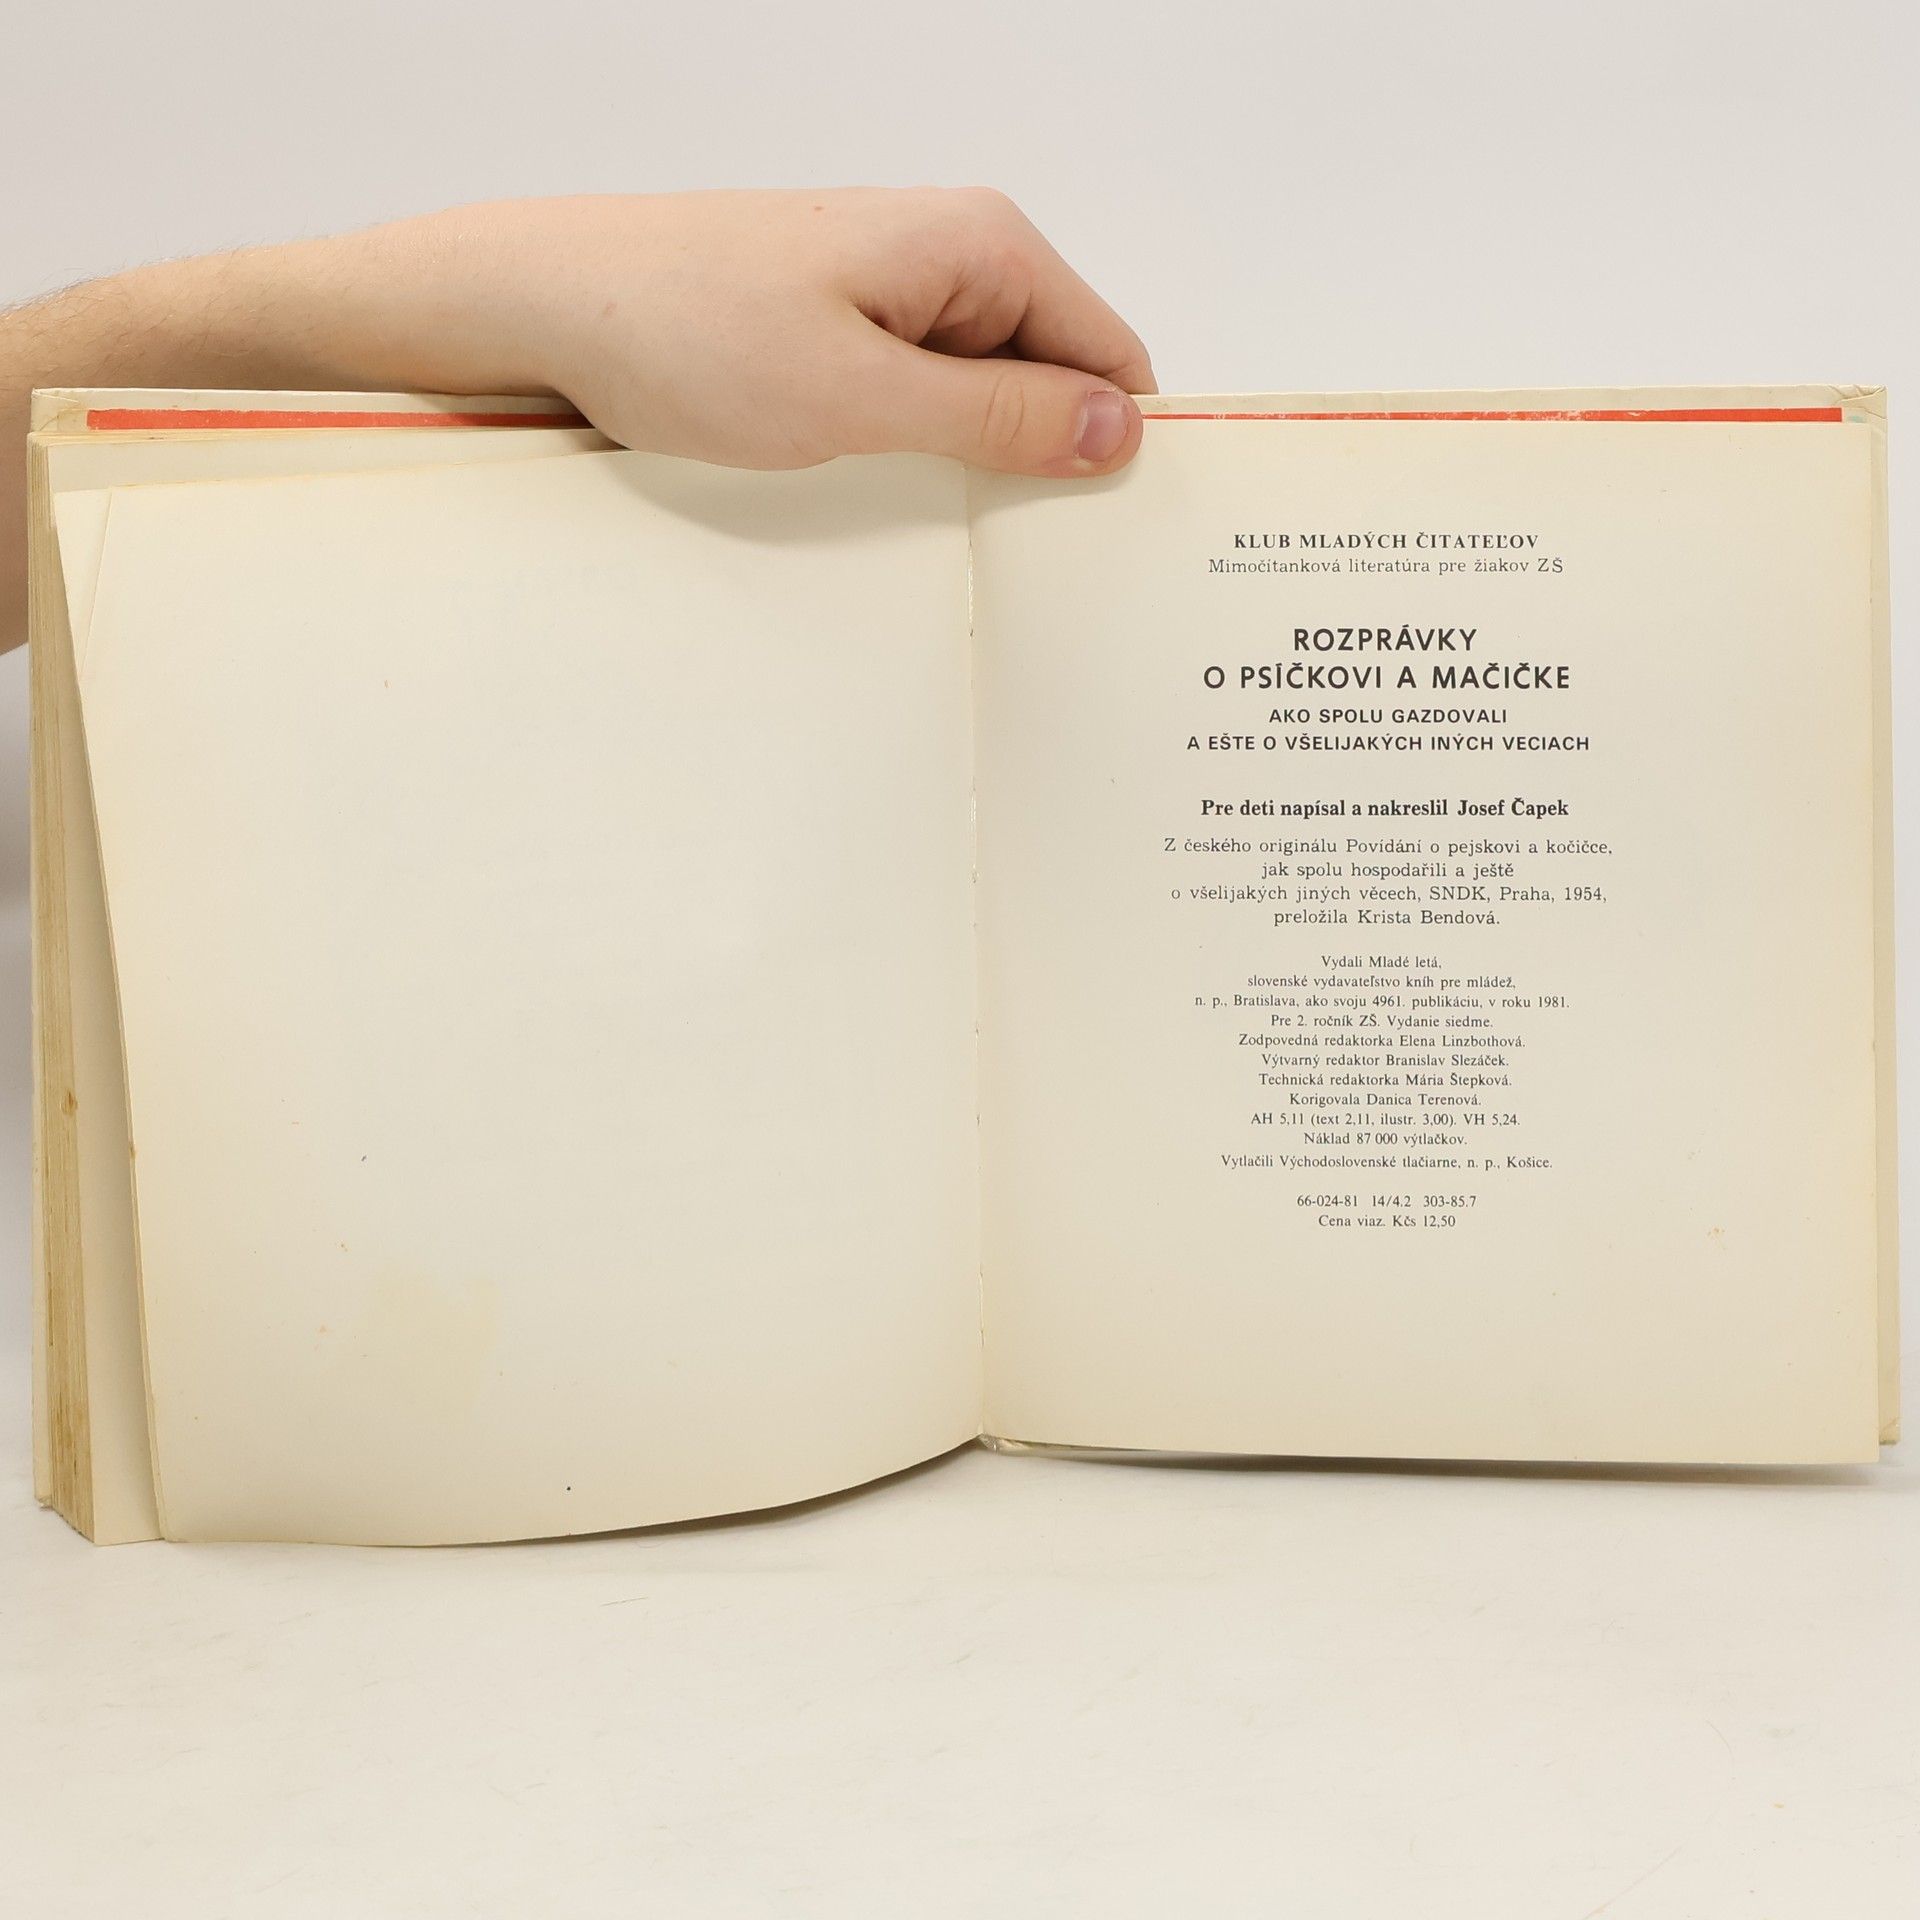 KLUB MLADÝCH ČITATEĽOV
Mimočítanková literatúra pre žiakov ZŠ
ROZPRÁVKY
O PSÍČKOVI A MAČIČKE
AKO SPOLU GAZDOVALI
A EŠTE O VŠELIJAKÝCH INÝCH VECIACH
Pre deti napísal a nakreslil Josef Čapek
Z českého originálu Povídání o pejskovi a kočičce,
jak spolu hospodařili a ještě
o všelijakých jiných věcech, SNDK, Praha, 1954,
preložila Krista Bendová.
Vydali Mladé letá,
slovenské vydavateľstvo kníh pre mládež,
n. p., Bratislava, ako svoju 4961. publikáciu, v roku 1981.
Pre 2. ročník ZŠ. Vydanie siedme.
Zodpovedná redaktorka Elena Linzbothová.
Výtvarný redaktor Branislav Slezáček.
Technická redaktorka Mária Štepková.
Korigovala Danica Terenová.
AH 5,11 (text 2,11, ilustr. 3,00). VH 5,24.
Náklad 87 000 výtlačkov.
Vytlačili Východoslovenské tlačiarne, n. p., Košice.
66-024-81 14/4.2 303-85.7
Cena viaz. Kčs 12,50